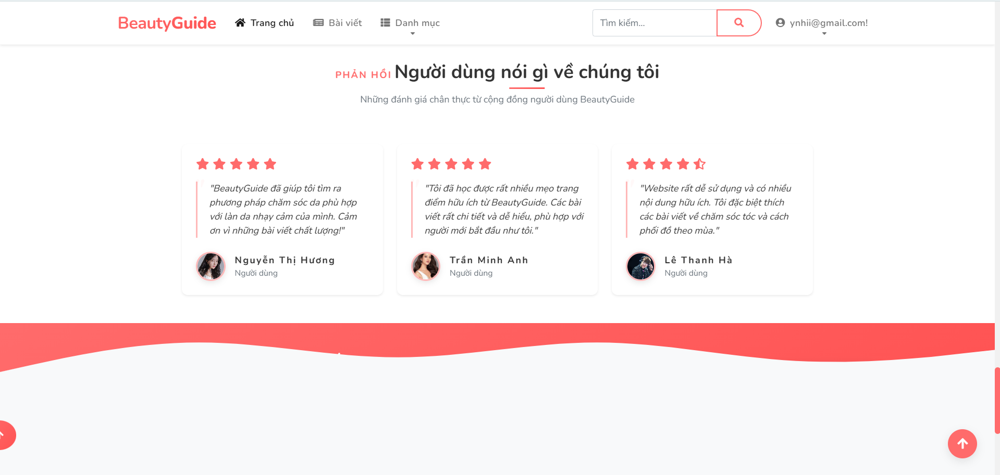 BeautyGuide
Trang chủ
Bài viết
Danh mục
Tìm kiếm...
ynhii@gmail.com!
PHẢN HỒI Người dùng nói gì về chúng tôi
Những đánh giá chân thực từ cộng đồng người dùng BeautyGuide
"BeautyGuide đã giúp tôi tìm ra
phương pháp chăm sóc da phù hợp
với làn da nhạy cảm của mình. Cảm
ơn vì những bài viết chất lượng!"
Nguyễn Thị Hương
Người dùng
"Tôi đã học được rất nhiều mẹo trang
điểm hữu ích từ BeautyGuide. Các bài
viết rất chi tiết và dễ hiểu, phù hợp với
người mới bắt đầu như tôi."
Trần Minh Anh
Người dùng
"Website rất dễ sử dụng và có nhiều
nội dung hữu ích. Tôi đặc biệt thích
các bài viết về chăm sóc tóc và cách
phối đồ theo mùa."
Lê Thanh Hà
Người dùng